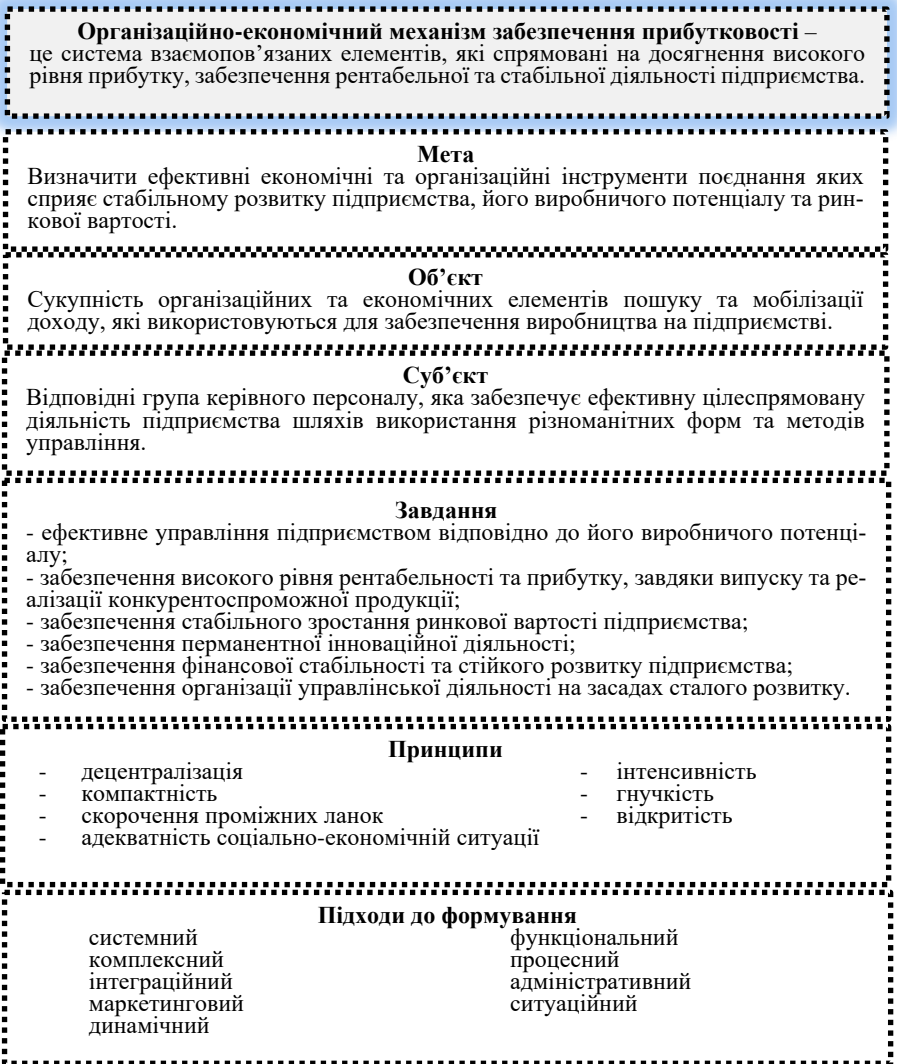 Організаційно-економічний механізм забезпечення прибутковості –
це система взаємопов’язаних елементів, які спрямовані на досягнення високого
рівня прибутку, забезпечення рентабельної та стабільної діяльності підприємства.
Мета
Визначити ефективні економічні та організаційні інструменти поєднання яких
сприяє стабільному розвитку підприємства, його виробничого потенціалу та рин-
кової вартості.
Об’єкт
Сукупність організаційних та економічних елементів пошуку та мобілізації
доходу, які використовуються для забезпечення виробництва на підприємстві.
Суб’єкт
Відповідні група керівного персоналу, яка забезпечує ефективну цілеспрямовану
діяльність підприємства шляхів використання різноманітних форм та методів
управління.
Завдання
- ефективне управління підприємством відповідно до його виробничого потенці-
алу;
- забезпечення високого рівня рентабельності та прибутку, завдяки випуску та ре-
алізації конкурентоспроможної продукції;
- забезпечення стабільного зростання ринкової вартості підприємства;
- забезпечення перманентної інноваційної діяльності;
- забезпечення фінансової стабільності та стійкого розвитку підприємства;
- забезпечення організації управлінської діяльності на засадах сталого розвитку.
Принципи
- децентралізація
- компактність
- скорочення проміжних ланок
- адекватність соціально-економічній ситуації
- інтенсивність
- гнучкість
- відкритість
Підходи до формування
системний
комплексний
інтеграційний
маркетинговий
динамічний
функціональний
процесний
адміністративний
ситуаційний